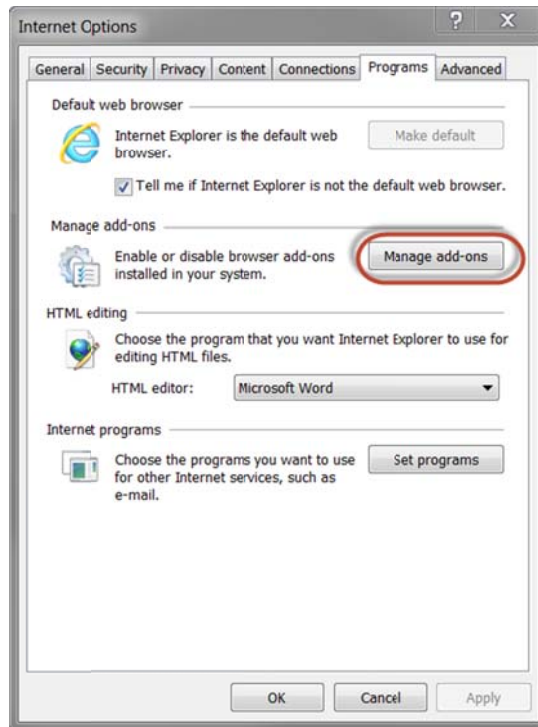 Internet Options
?
X
General Security Privacy Content Connections Programs Advanced
Default web browser
Internet Explorer is the default web
browser.
Make default
Tell me if Internet Explorer is not the default web browser.
Manage add-ons
Enable or disable browser add-ons
installed in your system.
Manage add-ons
HTML editing
Choose the program that you want Internet Explorer to use for
editing HTML files.
HTML editor:
Microsoft Word
Internet programs
Choose the programs you want to use
for other Internet services, such as
e-mail.
Set programs
OK
Cancel
Apply